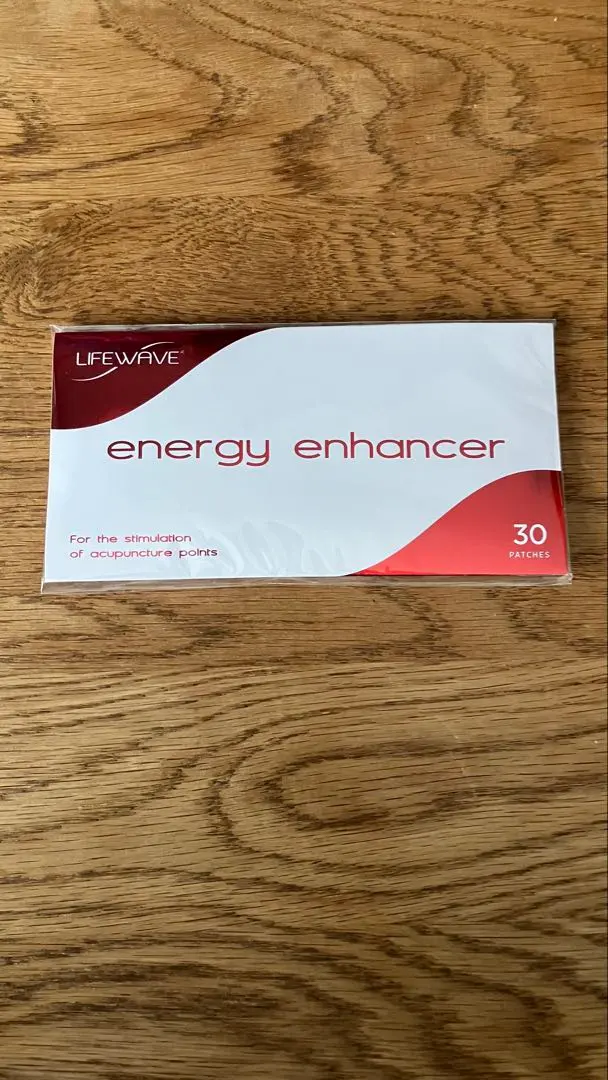 LIFEWAVE
energy enhancer
For the stimulation
of acupuncture points
30
PATCHES